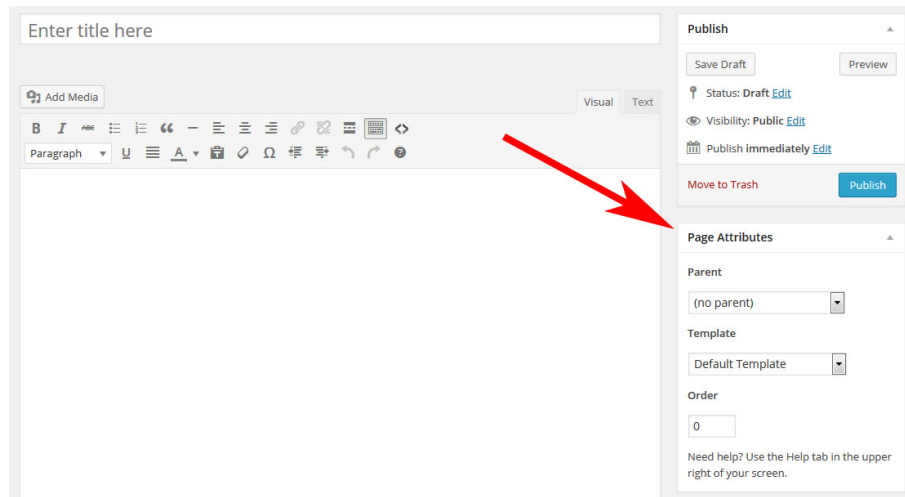 Enter title here
Add Media
Visual Text
B I ABC
Paragraph U A Ω
Publish
Save Draft Preview
Status: Draft Edit
Visibility: Public Edit
Publish immediately Edit
Move to Trash Publish
Page Attributes
Parent
(no parent)
Template
Default Template
Order
0
Need help? Use the Help tab in the upper
right of your screen.